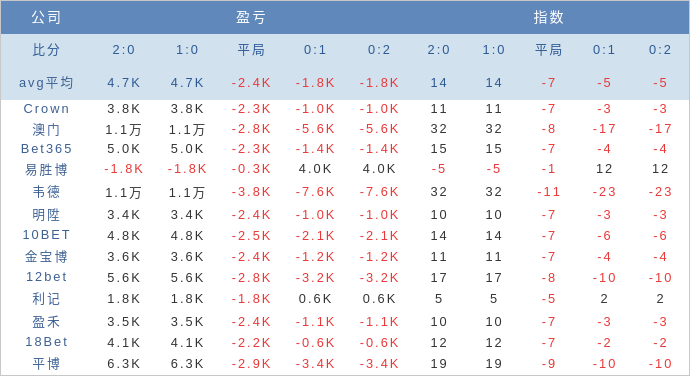 公司 盈亏 指数
比分 2:0 1:0 平局 0:1 0:2 2:0 1:0 平局 0:1 0:2
avg平均 4.7K 4.7K -2.4K -1.8K -1.8K 14 14 -7 -5 -5
Crown 3.8K 3.8K -2.3K -1.0K -1.0K 11 11 -7 -3 -3
澳门 1.1万 1.1万 -2.8K -5.6K -5.6K 32 32 -8 -17 -17
Bet365 5.0K 5.0K -2.3K -1.4K -1.4K 15 15 -7 -4 -4
易胜博 -1.8K -1.8K -0.3K 4.0K 4.0K -5 -5 -1 12 12
韦德 1.1万 1.1万 -3.8K -7.6K -7.6K 32 32 -11 -23 -23
明陞 3.4K 3.4K -2.4K -1.0K -1.0K 10 10 -7 -3 -3
10BET 4.8K 4.8K -2.5K -2.1K -2.1K 14 14 -7 -6 -6
金宝博 3.6K 3.6K -2.4K -1.2K -1.2K 11 11 -7 -4 -4
12bet 5.6K 5.6K -2.8K -3.2K -3.2K 17 17 -8 -10 -10
利记 1.8K 1.8K -1.8K 0.6K 0.6K 5 5 -5 2 2
盈禾 3.5K 3.5K -2.4K -1.1K -1.1K 10 10 -7 -3 -3
18Bet 4.1K 4.1K -2.2K -0.6K -0.6K 12 12 -7 -2 -2
平博 6.3K 6.3K -2.9K -3.4K -3.4K 19 19 -9 -10 -10